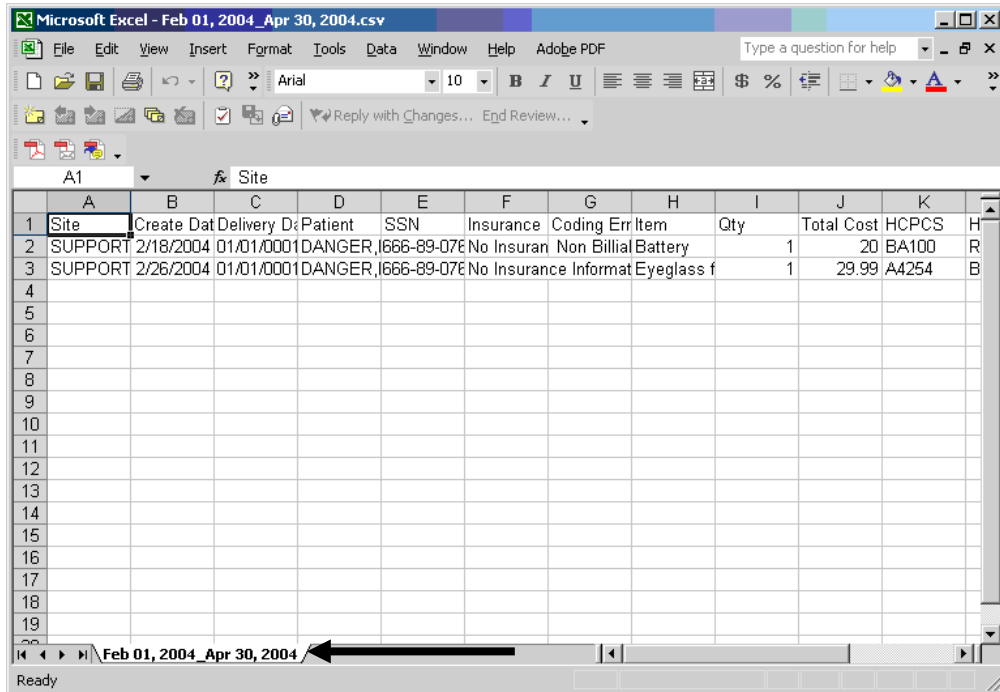 Microsoft Excel - Feb 01, 2004_Apr 30, 2004.csv
File Edit View Insert Format Tools Data Window Help Adobe PDF Type a question for help
Arial 10 B I U $ % A
Reply with Changes... End Review...
A1 fx Site
A B C D E F G H I J K
1 Site Create Dat Delivery Da Patient SSN Insurance Coding Err Item Qty Total Cost HCPCS H
2 SUPPORT 2/18/2004 01/01/0001 DANGER, 666-89-076 No Insuran Non Billial Battery 1 20 BA100 R
3 SUPPORT 2/26/2004 01/01/0001 DANGER, 666-89-076 No Insurance Informat Eyeglass f 1 29.99 A4254 B
4
5
6
7
8
9
10
11
12
13
14
15
16
17
18
19
Feb 01, 2004_Apr 30, 2004
Ready